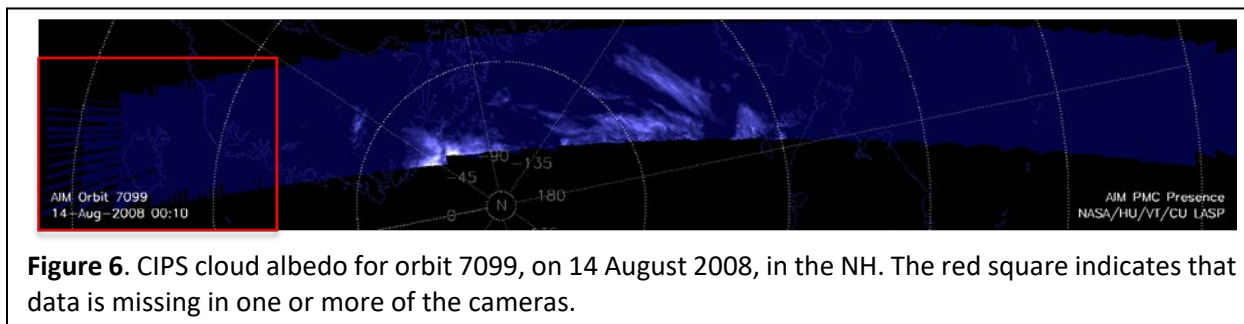 -90
-135
-45
180
0
N
AIM Orbit 7099
14-Aug-2008 00:10
AIM PMC Presence
NASA/HU/VT/CU LASP
Figure 6. CIPS cloud albedo for orbit 7099, on 14 August 2008, in the NH. The red square indicates that
data is missing in one or more of the cameras.